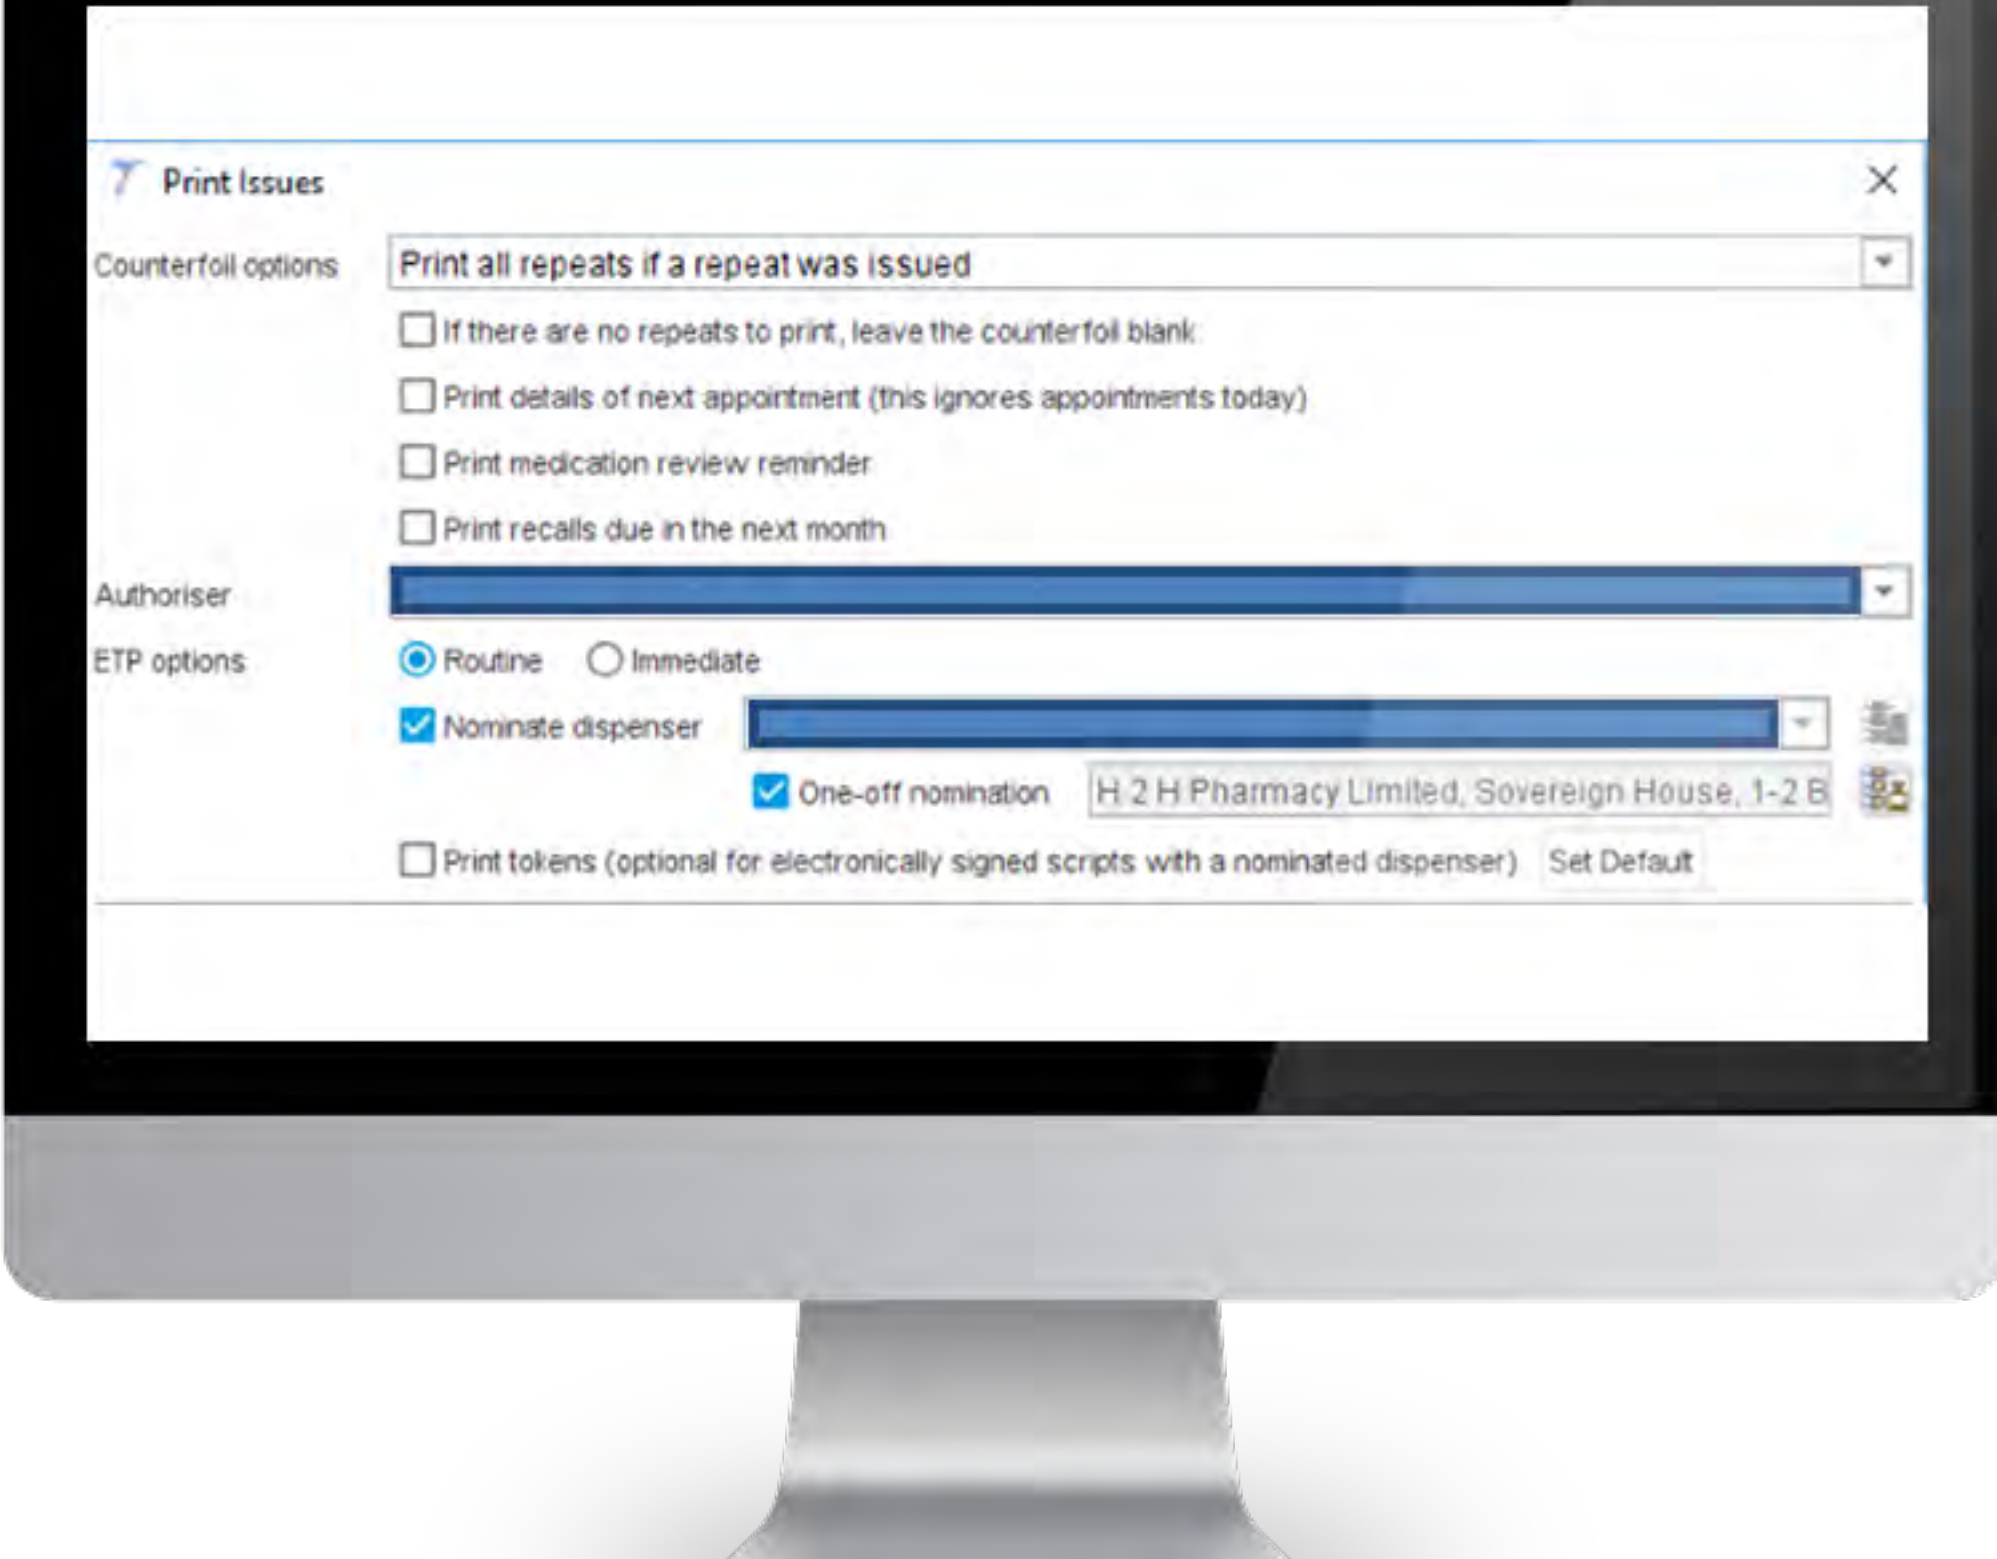 Print Issues
Counterfoil options Print all repeats if a repeat was issued
If there are no repeats to print, leave the counterfoil blank
Print details of next appointment (this ignores appointments today)
Print medication review reminder
Print recalls due in the next month
Authoriser
ETP options Routine Immediate
Nominate dispenser
One-off nomination H 2 H Pharmacy Limited, Sovereign House, 1-2 B
Print tokens (optional for electronically signed scripts with a nominated dispenser) Set Default